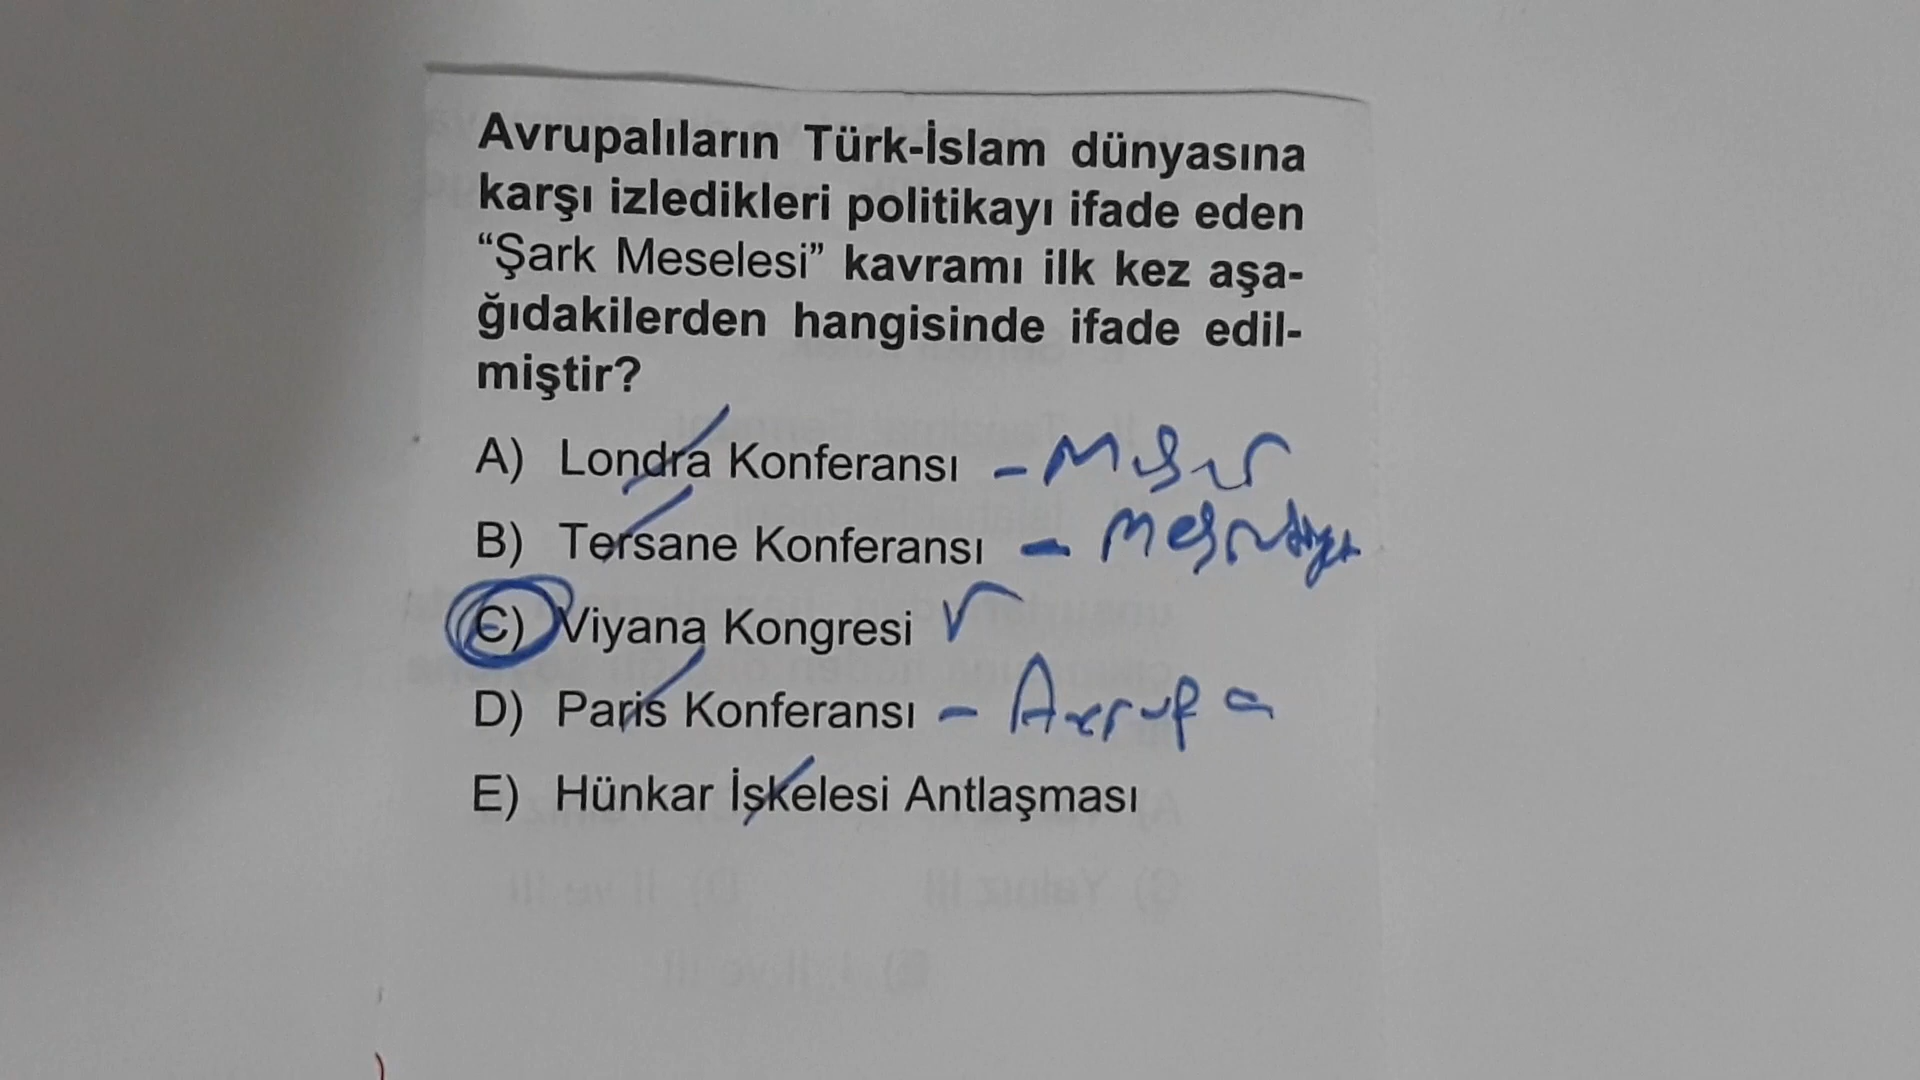 Avrupalıların Türk-İslam dünyasına
karşı izledikleri politikayı ifade eden
“Şark Meselesi” kavramı ilk kez aşa-
ğıdakilerden hangisinde ifade edil-
miştir?
A) Londra Konferansı - Mısır
B) Tersane Konferansı - Meşrutiyet
C) Viyana Kongresi
D) Paris Konferansı - Avrupa
E) Hünkar İşkelesi Antlaşması